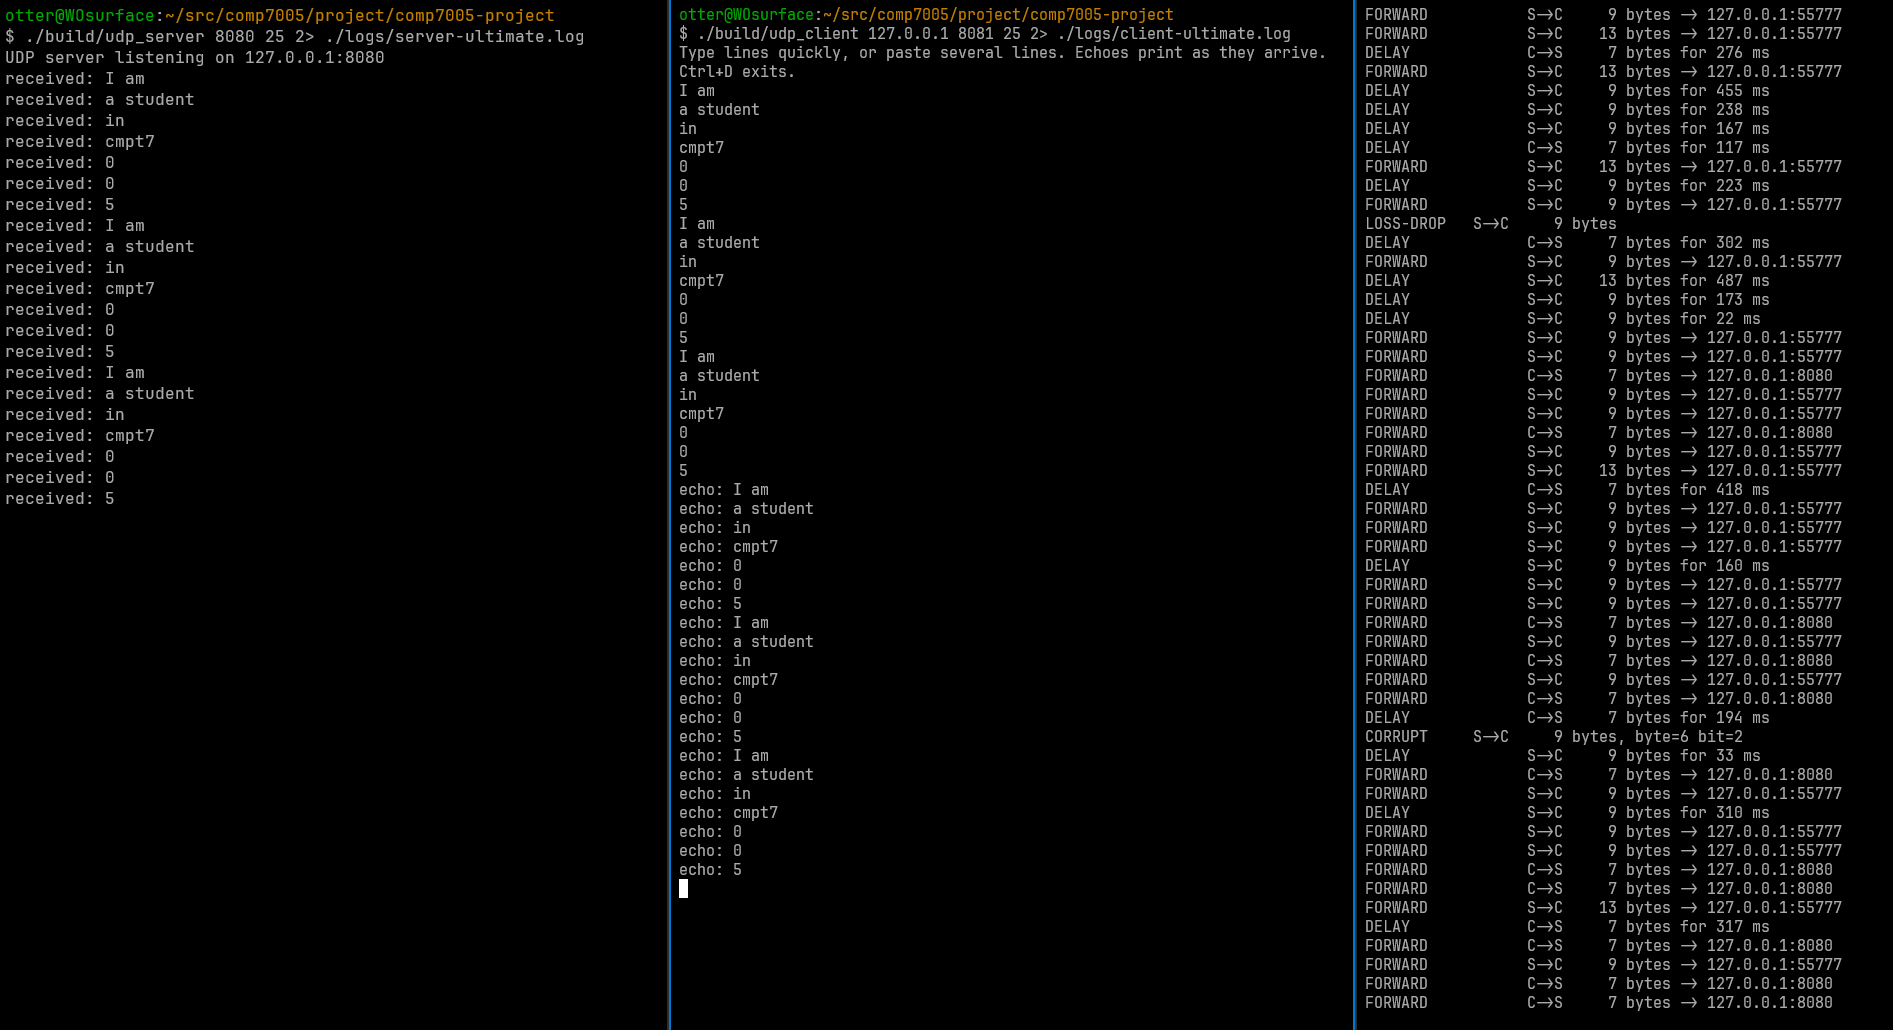 otter@WOsurface:~/src/comp7005/project/comp7005-project
$ ./build/udp_server 8080 25 2> ./logs/server-ultimate.log
UDP server listening on 127.0.0.1:8080
received: I am
received: a student
received: in
received: cmpt7
received: 0
received: 0
received: 5
received: I am
received: a student
received: in
received: cmpt7
received: 0
received: 0
received: 5
received: I am
received: a student
received: in
received: cmpt7
received: 0
received: 0
received: 5
otter@WOsurface:~/src/comp7005/project/comp7005-project
$ ./build/udp_client 127.0.0.1 8081 25 2> ./logs/client-ultimate.log
Type lines quickly, or paste several lines. Echoes print as they arrive.
Ctrl+D exits.
I am
a student
in
cmpt7
0
0
5
I am
a student
in
cmpt7
0
0
5
I am
a student
in
cmpt7
0
0
5
echo: I am
echo: a student
echo: in
echo: cmpt7
echo: 0
echo: 0
echo: 5
echo: I am
echo: a student
echo: in
echo: cmpt7
echo: 0
echo: 0
echo: 5
echo: I am
echo: a student
echo: in
echo: cmpt7
echo: 0
echo: 0
echo: 5
FORWARD S→C 9 bytes → 127.0.0.1:55777
FORWARD S→C 13 bytes → 127.0.0.1:55777
DELAY C→S 7 bytes for 276 ms
FORWARD S→C 13 bytes → 127.0.0.1:55777
DELAY S→C 9 bytes for 455 ms
DELAY S→C 9 bytes for 238 ms
DELAY S→C 9 bytes for 167 ms
DELAY C→S 7 bytes for 117 ms
FORWARD S→C 13 bytes → 127.0.0.1:55777
DELAY S→C 9 bytes for 223 ms
FORWARD S→C 9 bytes → 127.0.0.1:55777
LOSS-DROP S→C 9 bytes
DELAY C→S 7 bytes for 302 ms
FORWARD S→C 9 bytes → 127.0.0.1:55777
DELAY S→C 13 bytes for 487 ms
DELAY S→C 9 bytes for 173 ms
DELAY S→C 9 bytes for 22 ms
FORWARD S→C 9 bytes → 127.0.0.1:55777
FORWARD S→C 9 bytes → 127.0.0.1:55777
FORWARD C→S 7 bytes → 127.0.0.1:8080
FORWARD S→C 9 bytes → 127.0.0.1:55777
FORWARD S→C 9 bytes → 127.0.0.1:55777
FORWARD C→S 7 bytes → 127.0.0.1:8080
FORWARD S→C 9 bytes → 127.0.0.1:55777
FORWARD S→C 13 bytes → 127.0.0.1:55777
DELAY C→S 7 bytes for 418 ms
FORWARD S→C 9 bytes → 127.0.0.1:55777
FORWARD S→C 9 bytes → 127.0.0.1:55777
FORWARD S→C 9 bytes → 127.0.0.1:55777
DELAY S→C 9 bytes for 160 ms
FORWARD S→C 9 bytes → 127.0.0.1:55777
FORWARD S→C 9 bytes → 127.0.0.1:55777
FORWARD C→S 7 bytes → 127.0.0.1:8080
FORWARD S→C 9 bytes → 127.0.0.1:55777
FORWARD C→S 7 bytes → 127.0.0.1:8080
FORWARD S→C 9 bytes → 127.0.0.1:55777
FORWARD C→S 7 bytes → 127.0.0.1:8080
DELAY C→S 7 bytes for 194 ms
CORRUPT S→C 9 bytes, byte=6 bit=2
DELAY S→C 9 bytes for 33 ms
FORWARD C→S 7 bytes → 127.0.0.1:8080
FORWARD S→C 9 bytes → 127.0.0.1:55777
DELAY S→C 9 bytes for 310 ms
FORWARD S→C 9 bytes → 127.0.0.1:55777
FORWARD S→C 9 bytes → 127.0.0.1:55777
FORWARD C→S 7 bytes → 127.0.0.1:8080
FORWARD C→S 7 bytes → 127.0.0.1:8080
FORWARD S→C 13 bytes → 127.0.0.1:55777
DELAY C→S 7 bytes for 317 ms
FORWARD C→S 7 bytes → 127.0.0.1:8080
FORWARD S→C 9 bytes → 127.0.0.1:55777
FORWARD C→S 7 bytes → 127.0.0.1:8080
FORWARD C→S 7 bytes → 127.0.0.1:8080